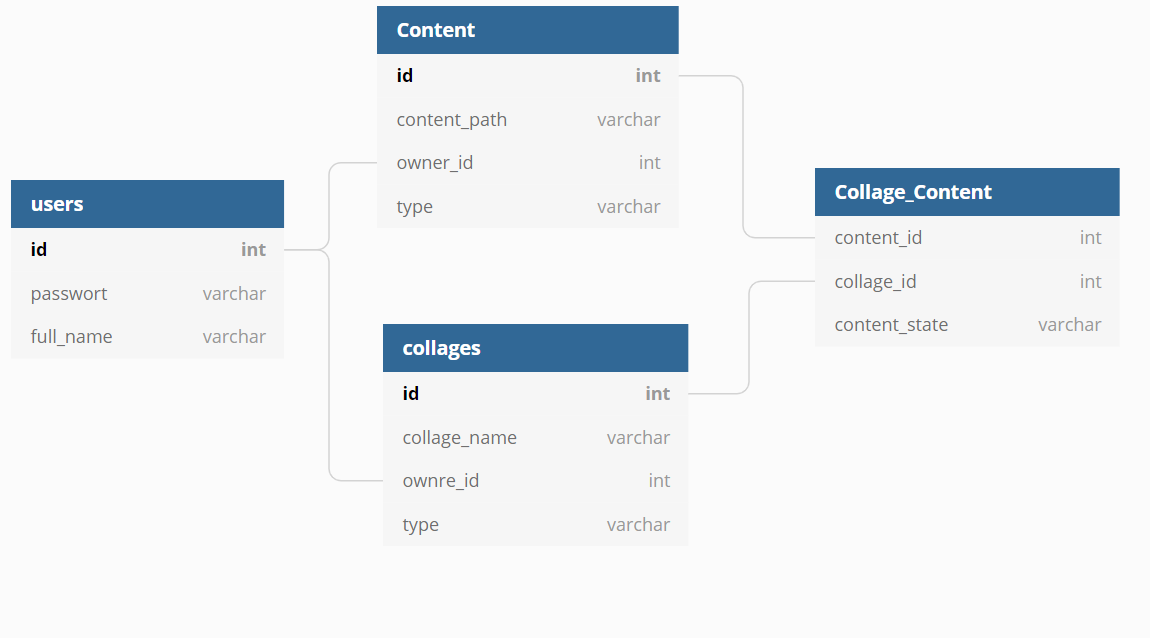 Content
id int
content_path varchar
owner_id int
type varchar
users
id int
passwort varchar
full_name varchar
collages
id int
collage_name varchar
ownre_id int
type varchar
Collage_Content
content_id int
collage_id int
content_state varchar